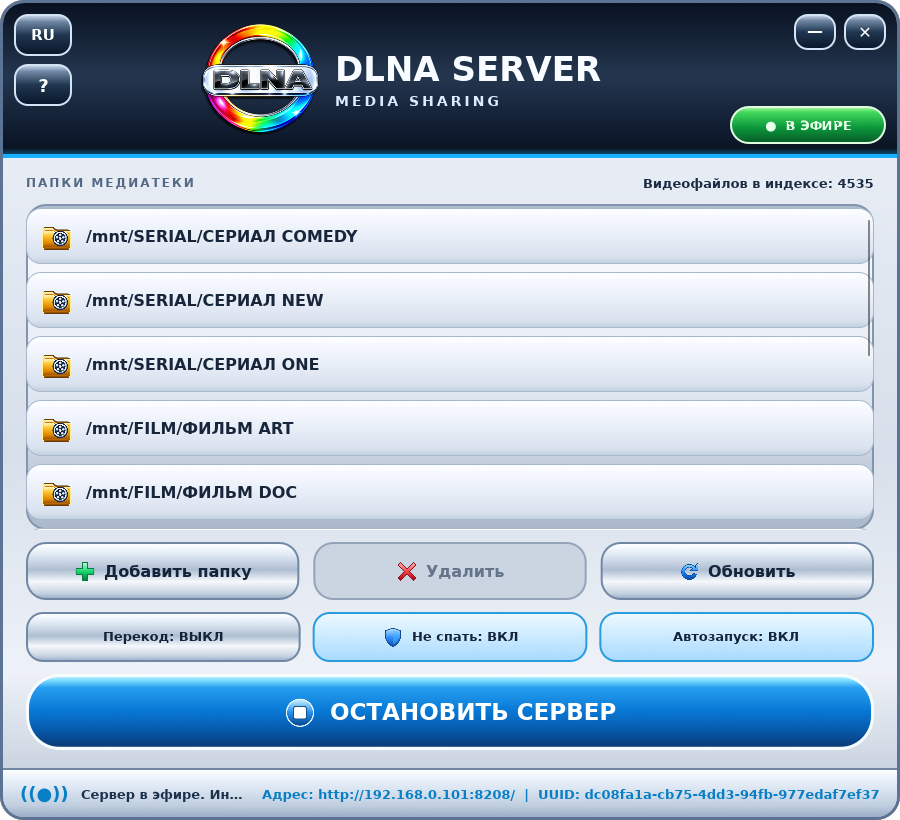 RU
?
DLNA
DLNA SERVER
MEDIA SHARING
— ✕
● В ЭФИРЕ
ПАПКИ МЕДИАТЕКИ
Видеофайлов в индексе: 4535
/mnt/SERIAL/СЕРИАЛ COMEDY
/mnt/SERIAL/СЕРИАЛ NEW
/mnt/SERIAL/СЕРИАЛ ONE
/mnt/FILM/ФИЛЬМ ART
/mnt/FILM/ФИЛЬМ DOC
Добавить папку
Удалить
Обновить
Перекод: ВЫКЛ
Не спать: ВКЛ
Автозапуск: ВКЛ
ОСТАНОВИТЬ СЕРВЕР
((●)) Сервер в эфире. Ин… Адрес: http://192.168.0.101:8208/ | UUID: dc08fa1a-cb75-4dd3-94fb-977edaf7ef37